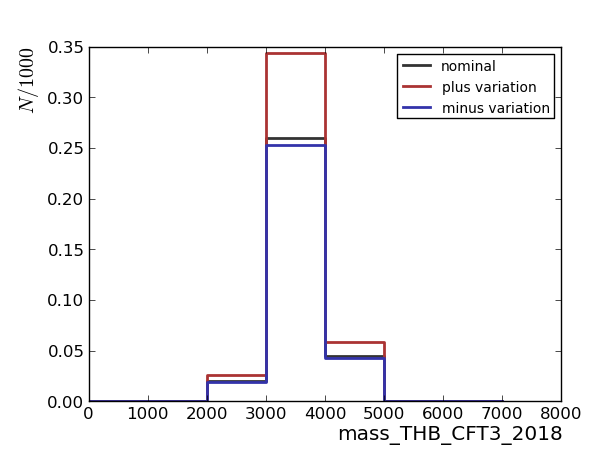 N/1000
0.35
0.30
0.25
0.20
0.15
0.10
0.05
0.00
nominal
plus variation
minus variation
0 1000 2000 3000 4000 5000 6000 7000 8000
mass_THB_CFT3_2018